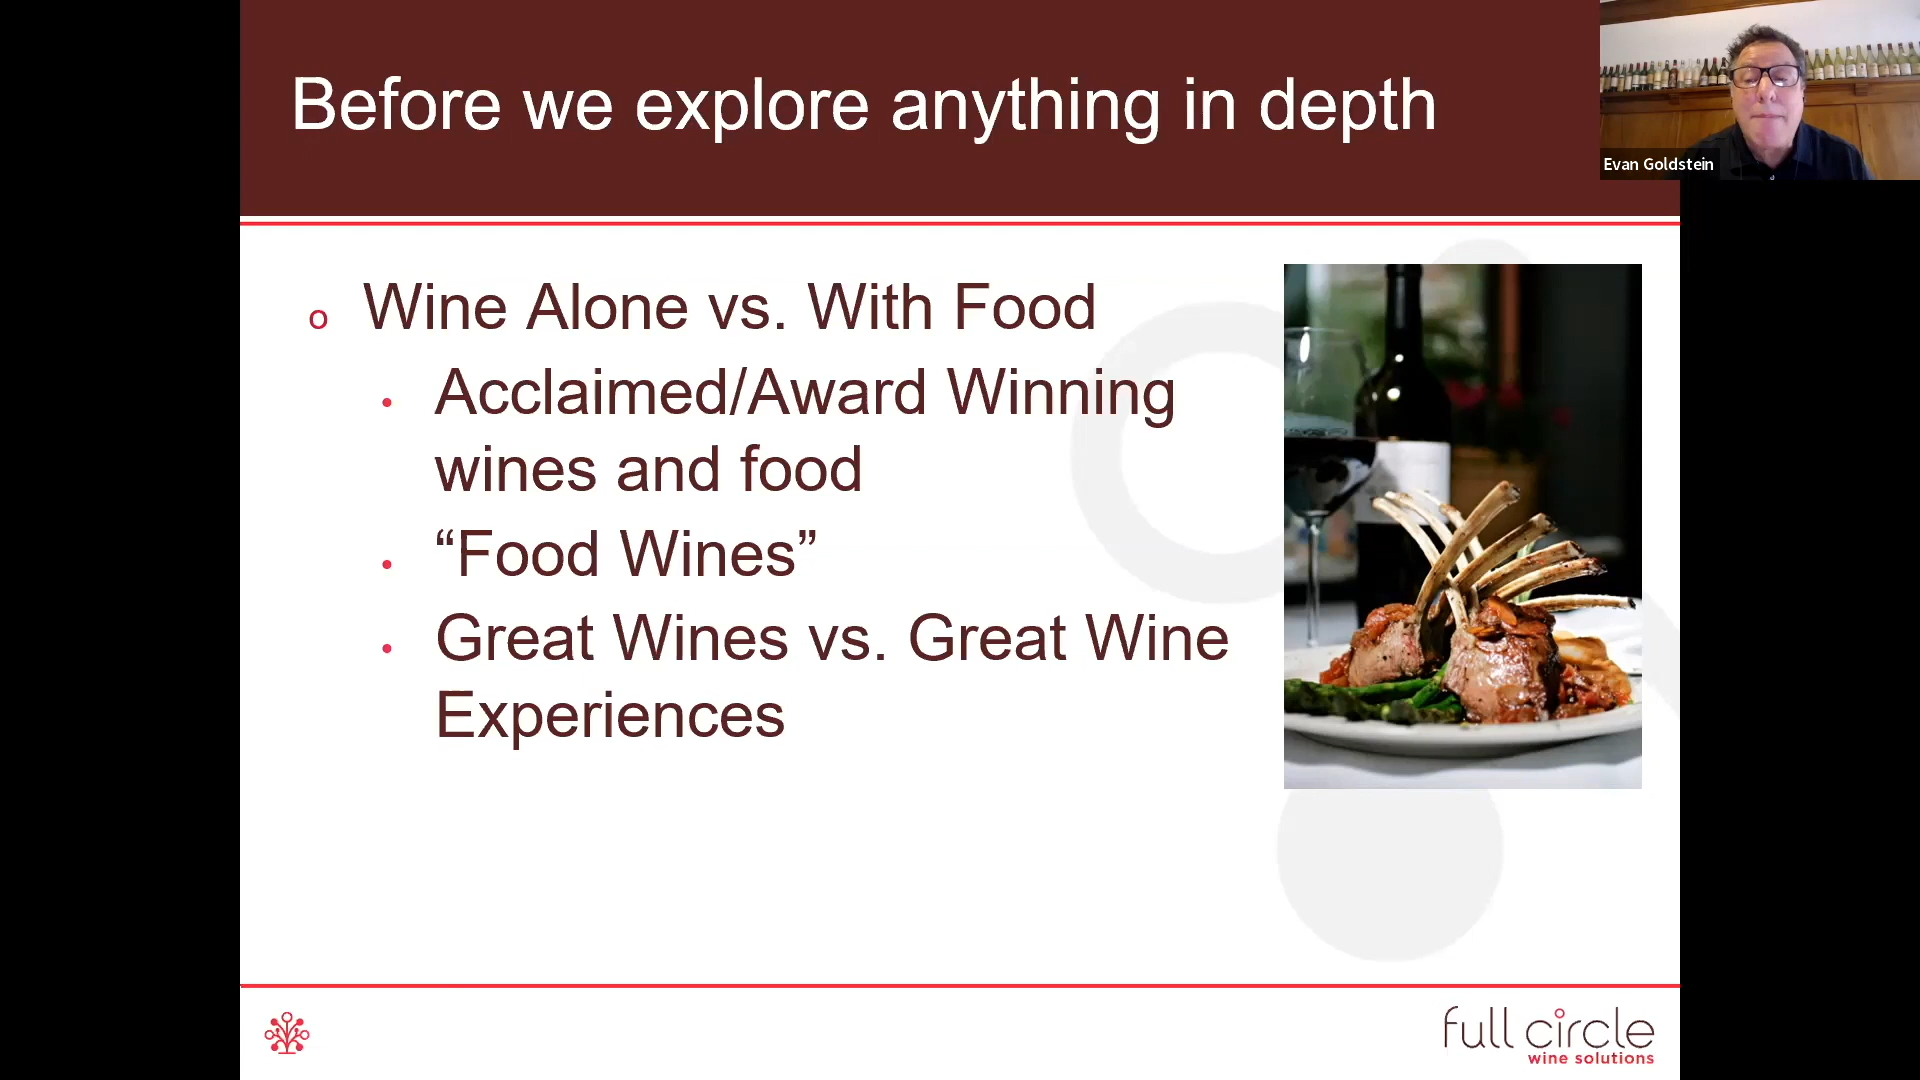 Before we explore anything in depth
Evan Goldstein
o Wine Alone vs. With Food
• Acclaimed/Award Winning
wines and food
• “Food Wines”
• Great Wines vs. Great Wine
Experiences
full circle
wine solutions